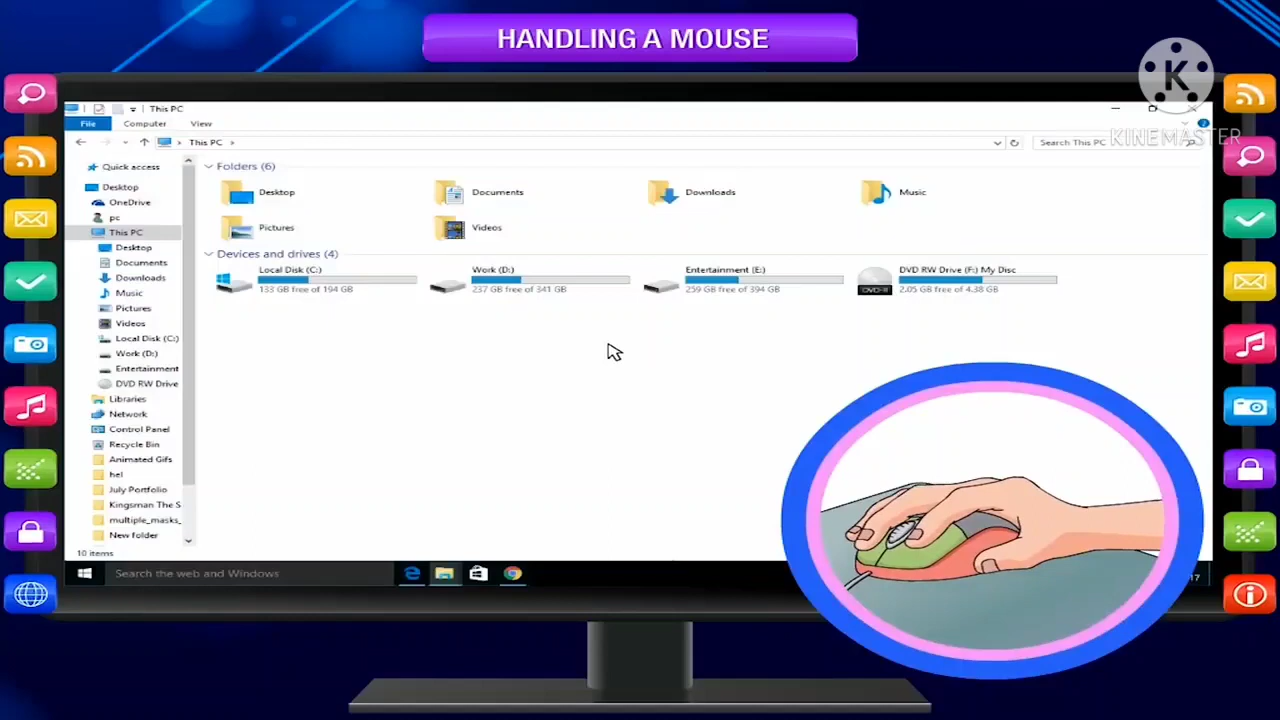 HANDLING A MOUSE
K
KINEMASTER
This PC
File Computer View
This PC
Search This PC
Quick access
Desktop
OneDrive
pc
This PC
Desktop
Documents
Downloads
Music
Pictures
Videos
Local Disk (C:)
Work (D:)
Entertainment
DVD RW Drive
Libraries
Network
Control Panel
Recycle Bin
Animated Gifs
hel
July Portfolio
Kingsman The S
multiple_masks_
New folder
10 items
Folders (6)
Desktop Documents Downloads Music
Pictures Videos
Devices and drives (4)
Local Disk (C:) Work (D:) Entertainment (E:) DVD RW Drive (F:) My Disc
133 GB free of 194 GB 237 GB free of 341 GB 259 GB free of 394 GB 2.05 GB free of 4.38 GB
Search the web and Windows
17